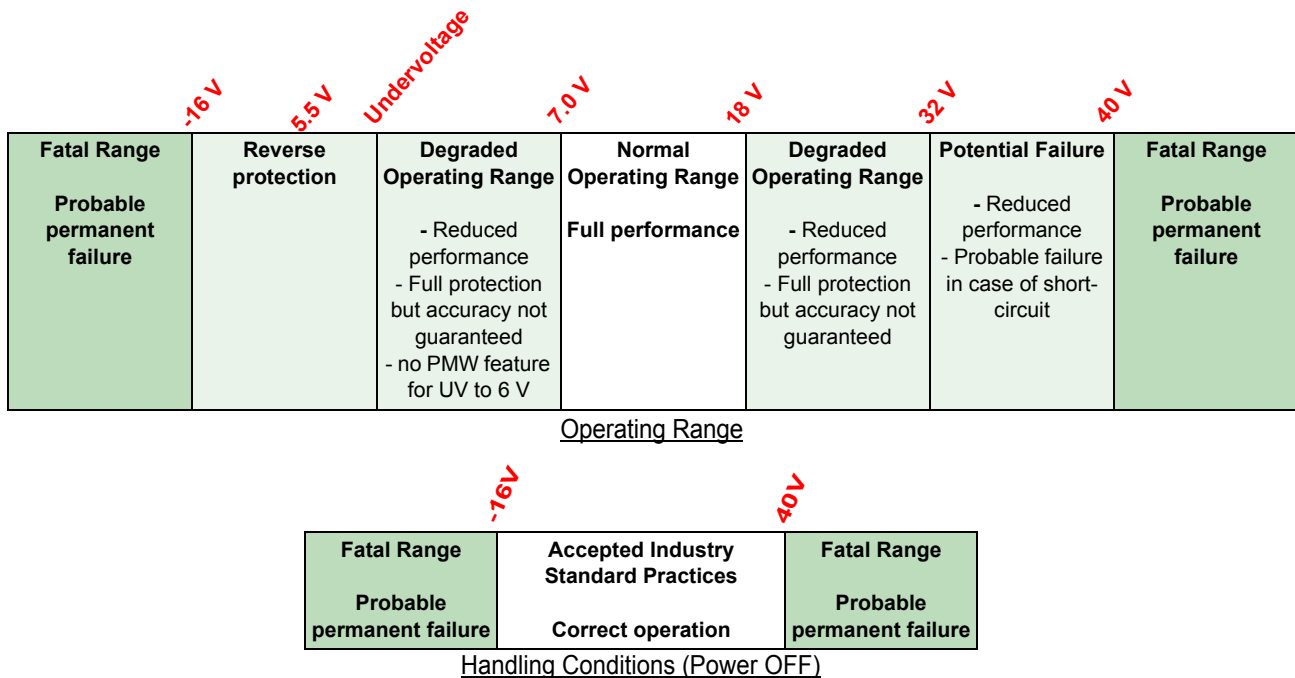 -16 V
5.5 V
Undervoltage
7.0 V
18 V
32 V
40 V
Fatal Range
Probable
permanent
failure
Reverse
protection
Degraded
Operating Range
- Reduced
performance
- Full protection
but accuracy not
guaranteed
- no PMW feature
for UV to 6 V
Normal
Operating Range
Full performance
Degraded
Operating Range
- Reduced
performance
- Full protection
but accuracy not
guaranteed
Potential Failure
- Reduced
performance
- Probable failure
in case of short-
circuit
Fatal Range
Probable
permanent
failure
Operating Range
-16V
40V
Fatal Range
Probable
permanent failure
Accepted Industry
Standard Practices
Correct operation
Fatal Range
Probable
permanent failure
Handling Conditions (Power OFF)